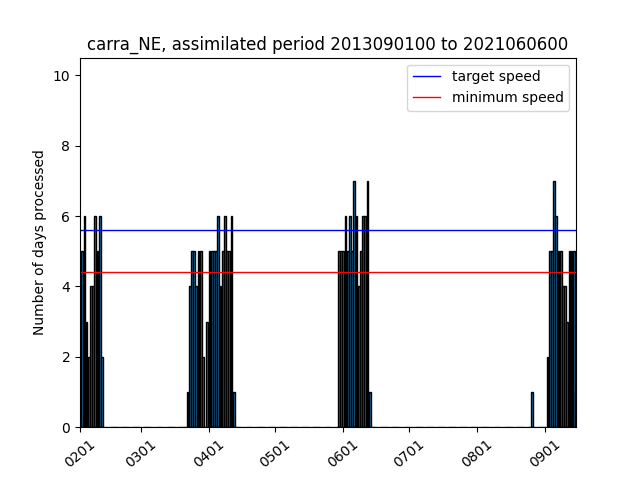 carra_NE, assimilated period 2013090100 to 2021060600
target speed
minimum speed
Number of days processed
10
8
6
4
2
0
0201 0301 0401 0501 0601 0701 0801 0901